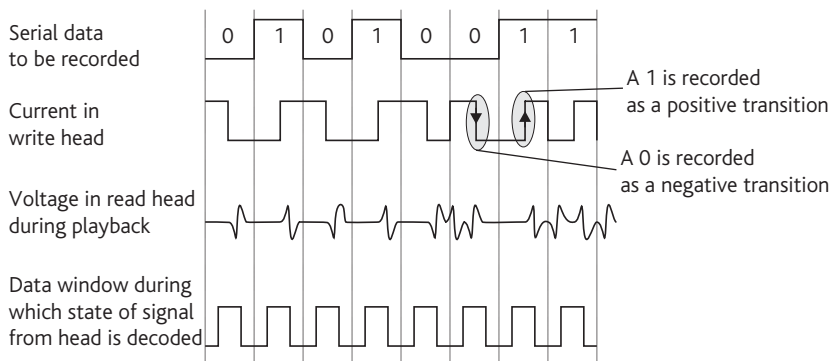 Serial data
to be recorded
0 1 0 1 0 0 1 1
Current in
write head
A 1 is recorded
as a positive transition
A 0 is recorded
as a negative transition
Voltage in read head
during playback
Data window during
which state of signal
from head is decoded